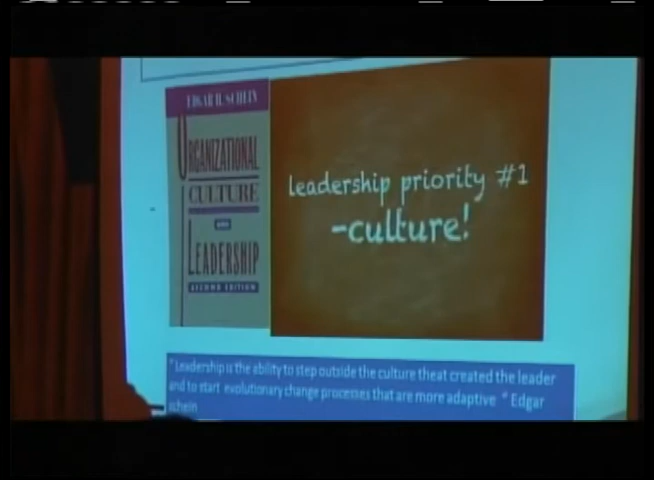 EDGAR H. SCHEIN
ORGANIZATIONAL
CULTURE
AND
LEADERSHIP
SECOND EDITION
leadership priority #1
-culture!
"Leadership is the ability to step outside the culture theat created the leader
and to start evolutionary change processes that are more adaptive " Edgar
schein